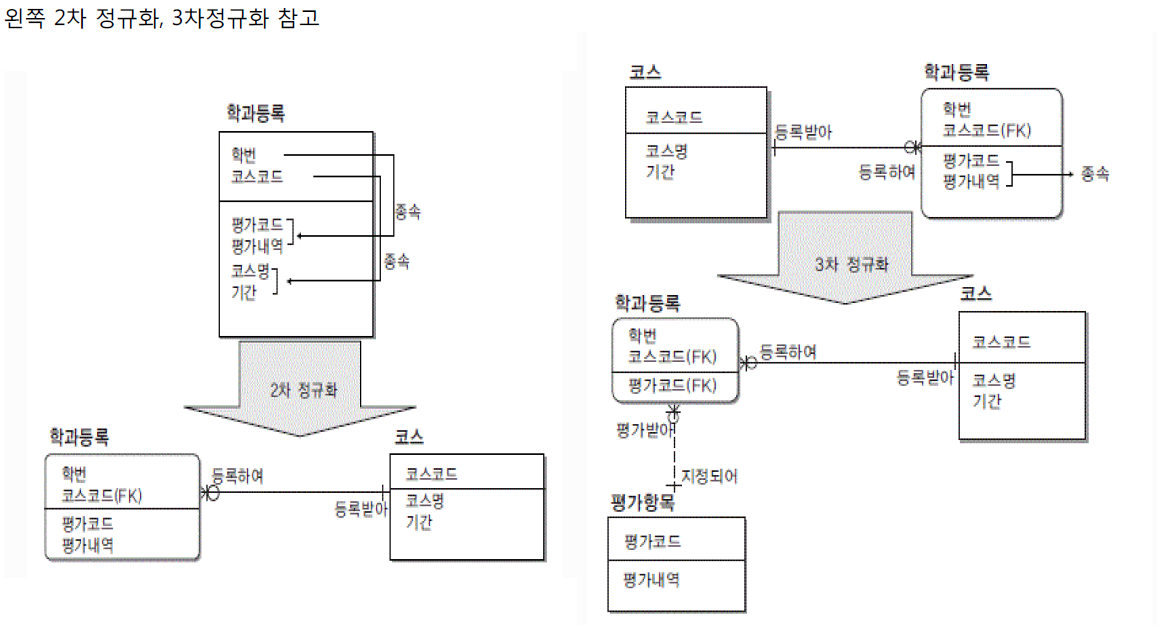 왼쪽 2차 정규화, 3차정규화 참고
학과등록
학번
코스코드
평가코드
평가내역
코스명
기간
종속
종속
2차 정규화
학과등록
학번
코스코드(FK)
평가코드
평가내역
등록하여
등록받아
코스
코스코드
코스명
기간
코스
코스코드
코스명
기간
등록받아
등록하여
학과등록
학번
코스코드(FK)
평가코드
평가내역
종속
3차 정규화
학과등록
학번
코스코드(FK)
평가코드(FK)
등록하여
등록받아
코스
코스코드
코스명
기간
평가받아
지정되어
평가항목
평가코드
평가내역